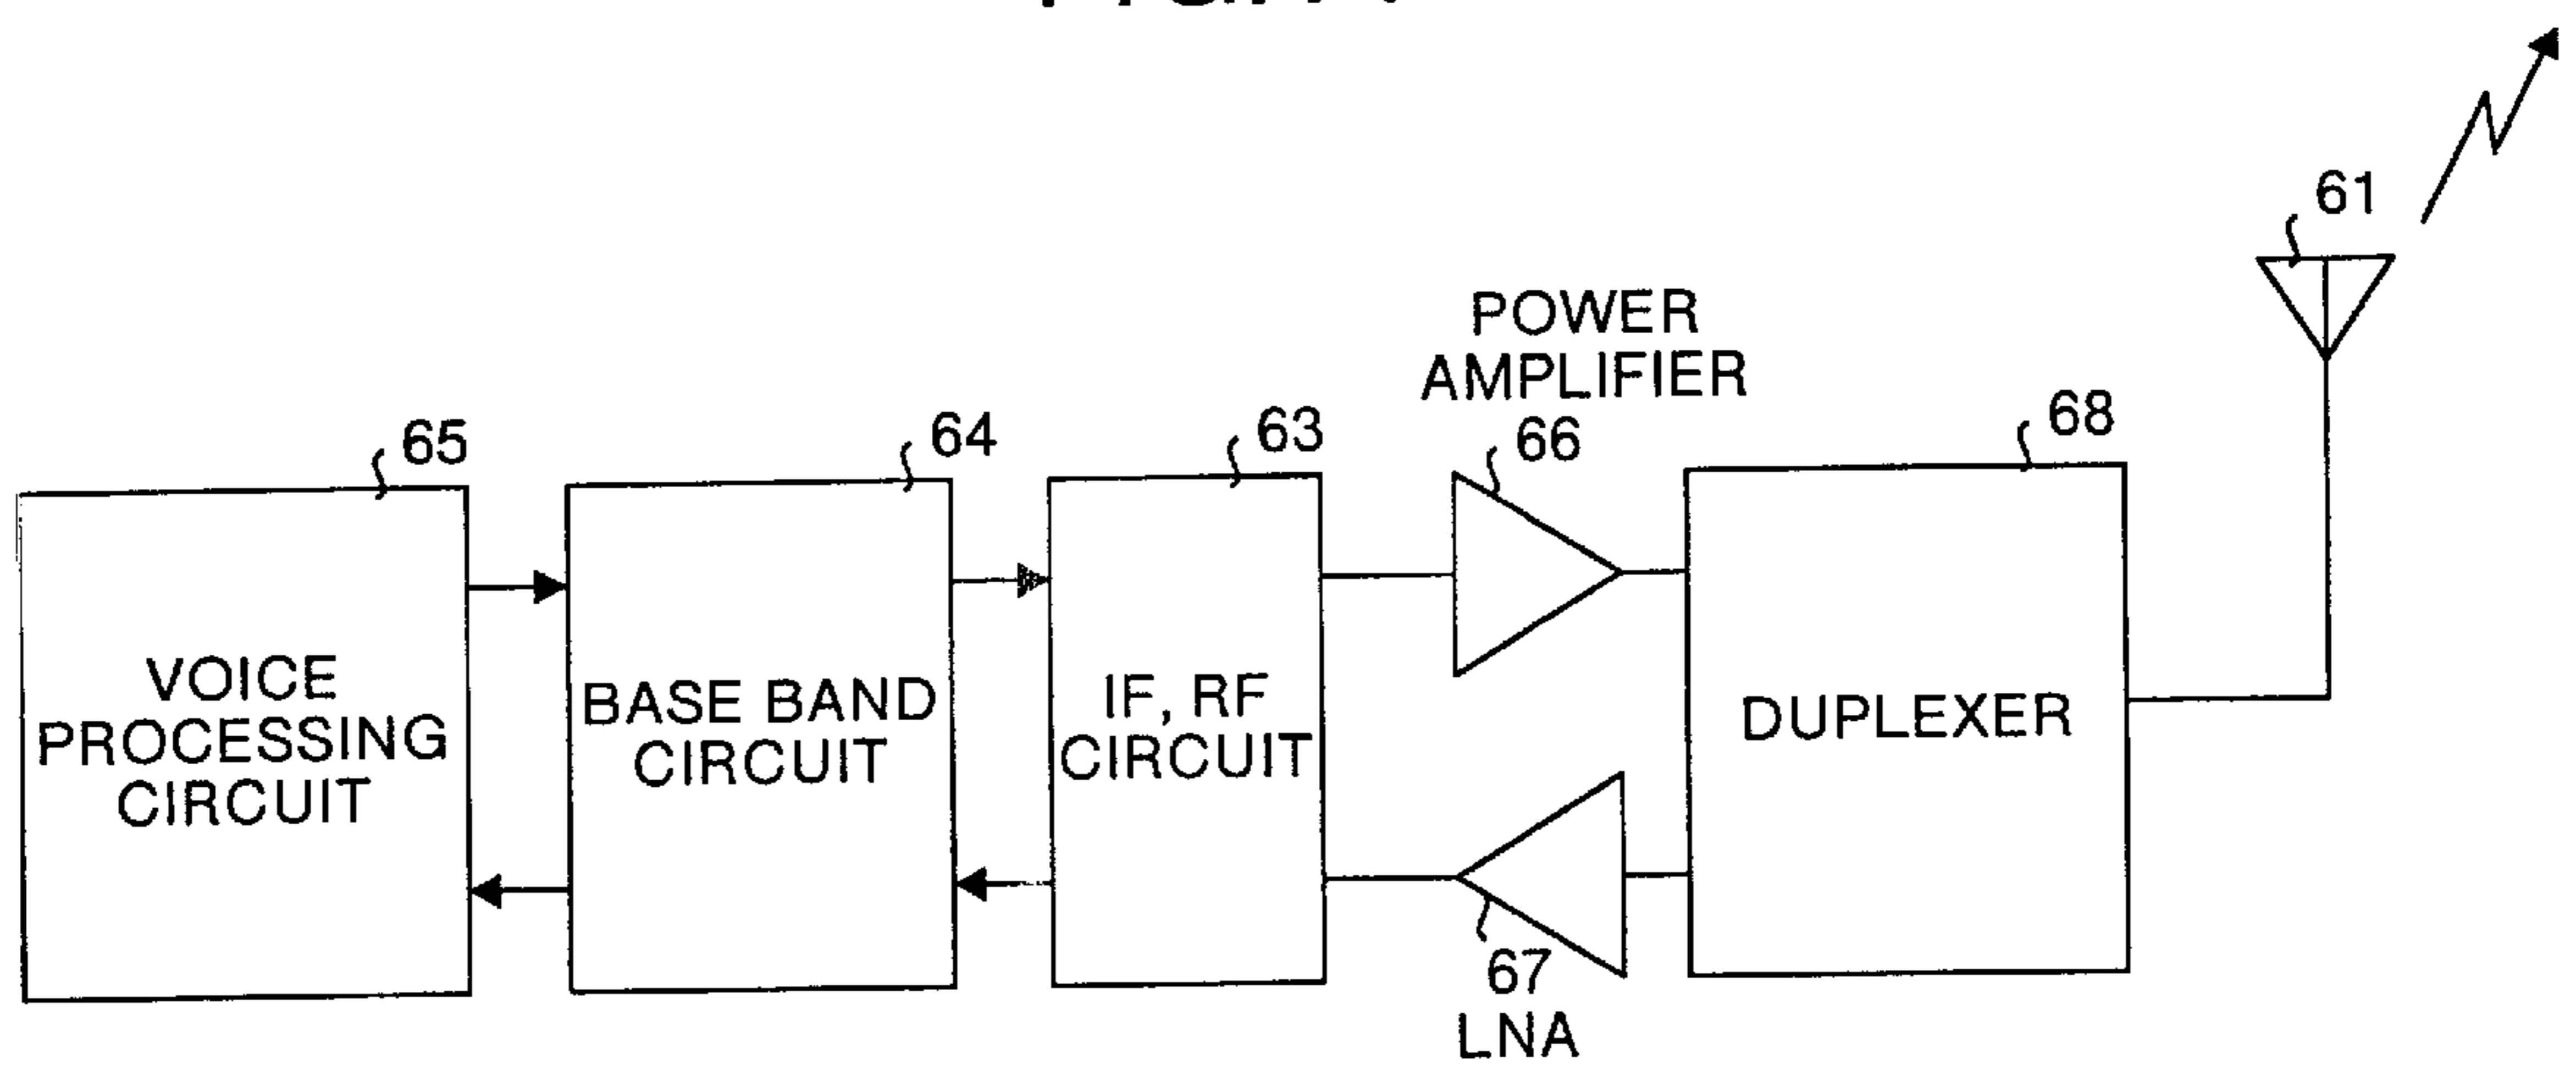 61
POWER
AMPLIFIER
65
64
63
66
68
VOICE
PROCESSING
CIRCUIT
BASE BAND
CIRCUIT
IF, RF
CIRCUIT
DUPLEXER
67
LNA